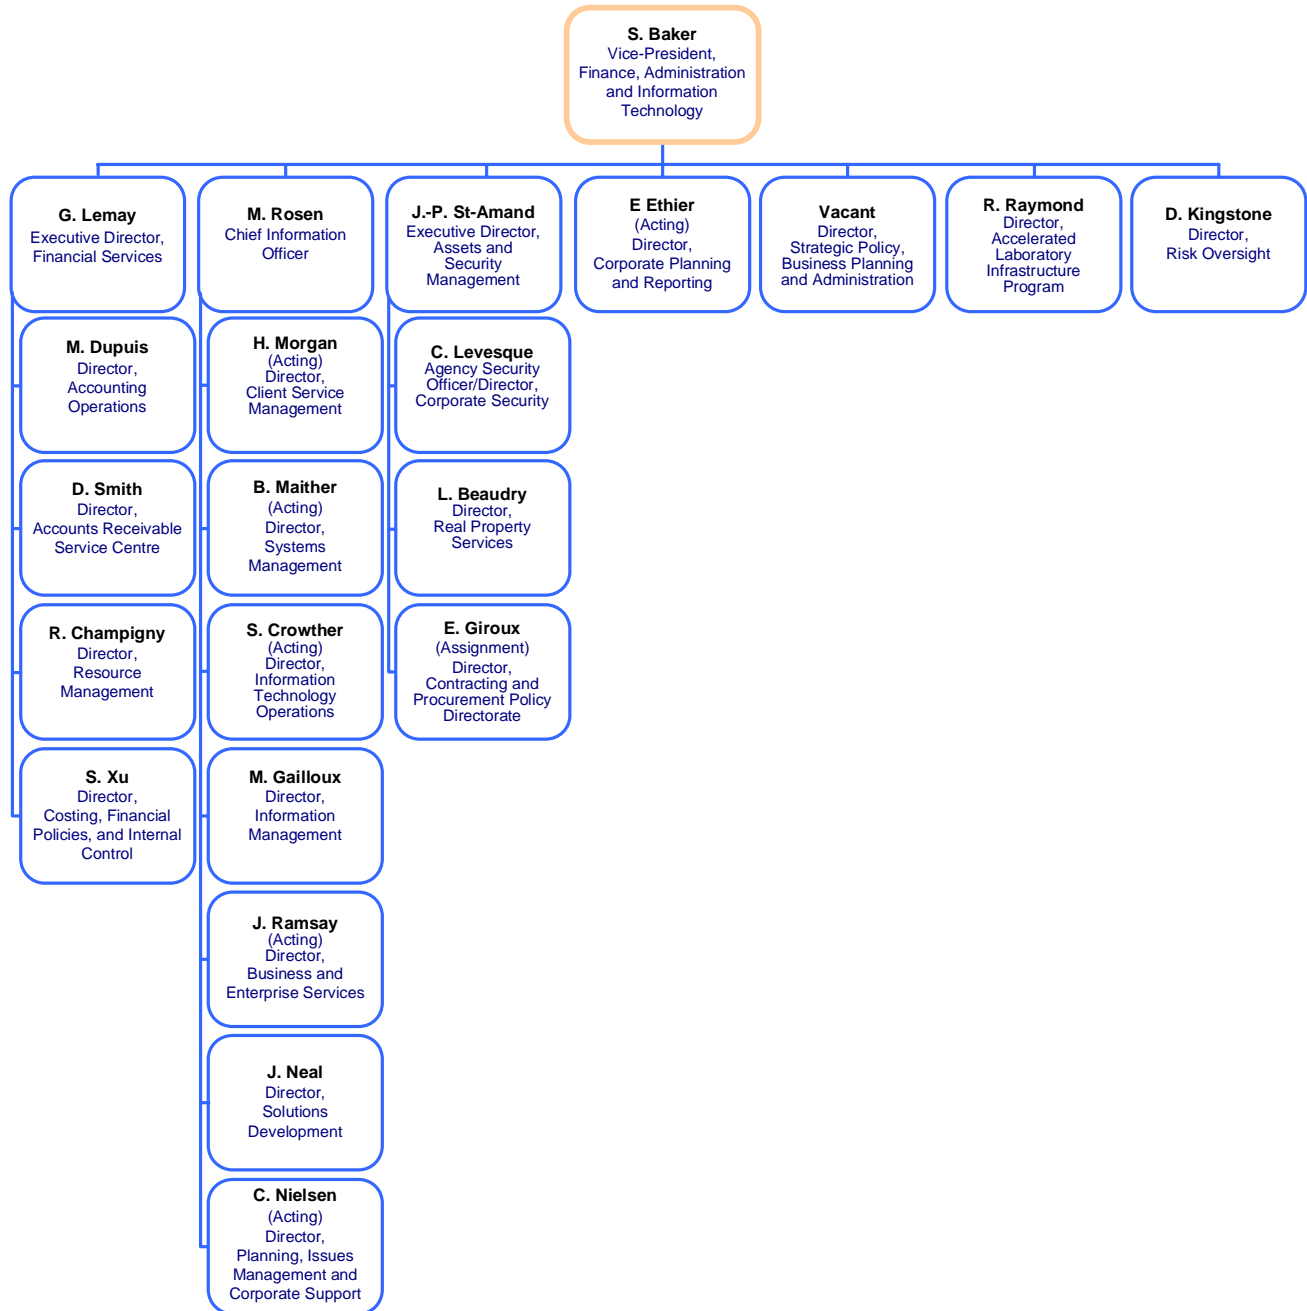 S. Baker
Vice-President,
Finance, Administration
and Information
Technology
G. Lemay
Executive Director,
Financial Services
M. Rosen
Chief Information
Officer
J.-P. St-Amand
Executive Director,
Assets and
Security
Management
E Ethier
(Acting)
Director,
Corporate Planning
and Reporting
Vacant
Director,
Strategic Policy,
Business Planning
and Administration
R. Raymond
Director,
Accelerated
Laboratory
Infrastructure
Program
D. Kingstone
Director,
Risk Oversight
M. Dupuis
Director,
Accounting
Operations
D. Smith
Director,
Accounts Receivable
Service Centre
R. Champigny
Director,
Resource
Management
S. Xu
Director,
Costing, Financial
Policies, and Internal
Control
H. Morgan
(Acting)
Director,
Client Service
Management
B. Maither
(Acting)
Director,
Systems
Management
S. Crowther
(Acting)
Director,
Information
Technology
Operations
M. Gailloux
Director,
Information
Management
J. Ramsay
(Acting)
Director,
Business and
Enterprise Services
J. Neal
Director,
Solutions
Development
C. Nielsen
(Acting)
Director,
Planning, Issues
Management and
Corporate Support
C. Levesque
Agency Security
Officer/Director,
Corporate Security
L. Beaudry
Director,
Real Property
Services
E. Giroux
(Assignment)
Director,
Contracting and
Procurement Policy
Directorate